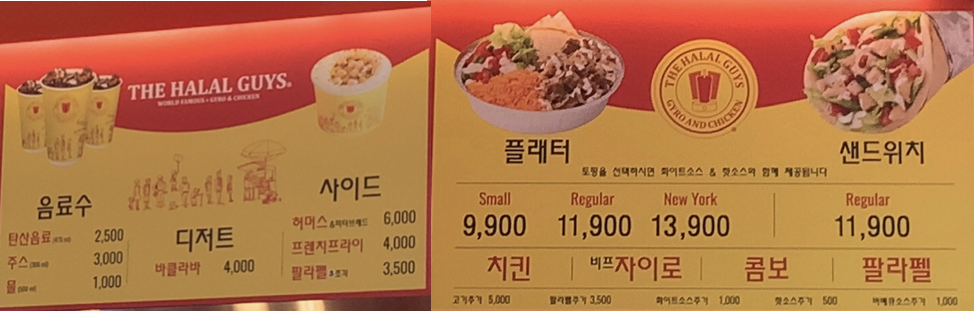 THE HALAL GUYS®
WORLD FAMOUS • GYRO & CHICKEN
음료수
탄산음료
2,500
주스
3,000
물
1,000
디저트
바클라바 4,000
사이드
허머스 &피타브레드 6,000
프렌치프라이 4,000
팔라펠 3조각 3,500
THE HALAL GUYS
GYRO AND CHICKEN
플래터
샌드위치
토핑을 선택하시면 화이트소스 & 핫소스와 함께 제공됩니다
Small Regular New York Regular
9,900 11,900 13,900 11,900
치킨 비프자이로 콤보 팔라펠
고기추가 5,000 팔라펠추가 3,500 화이트소스추가 1,000 핫소스추가 500 바베큐소스추가 1,000